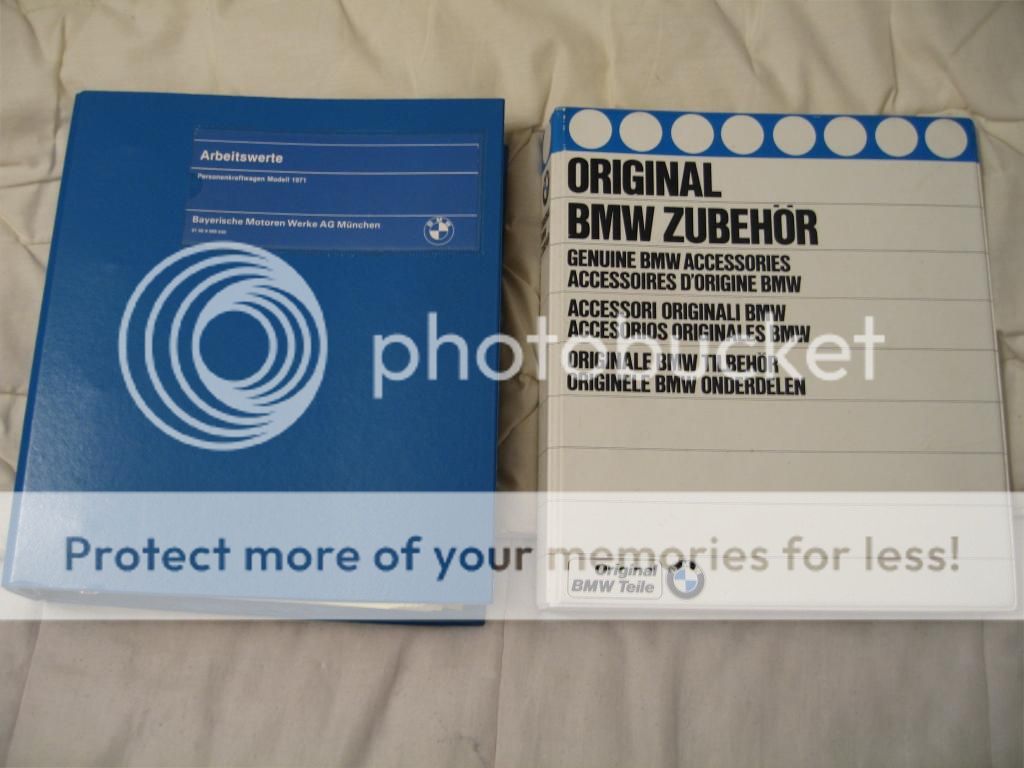 Arbeitswerte
Personenkraftwagen Modell 1971
Bayerische Motoren Werke AG München
ORIGINAL
BMW ZUBEHÖR
GENUINE BMW ACCESSORIES
ACCESSOIRES D'ORIGINE BMW
ACCESSORI ORIGINALI BMW
ACCESORIOS ORIGINALES BMW
ORIGINALE BMW TILBEHÖR
ORIGINELE BMW ONDERDELEN
Original
BMW Teile
photobucket
Protect more of your memories for less!